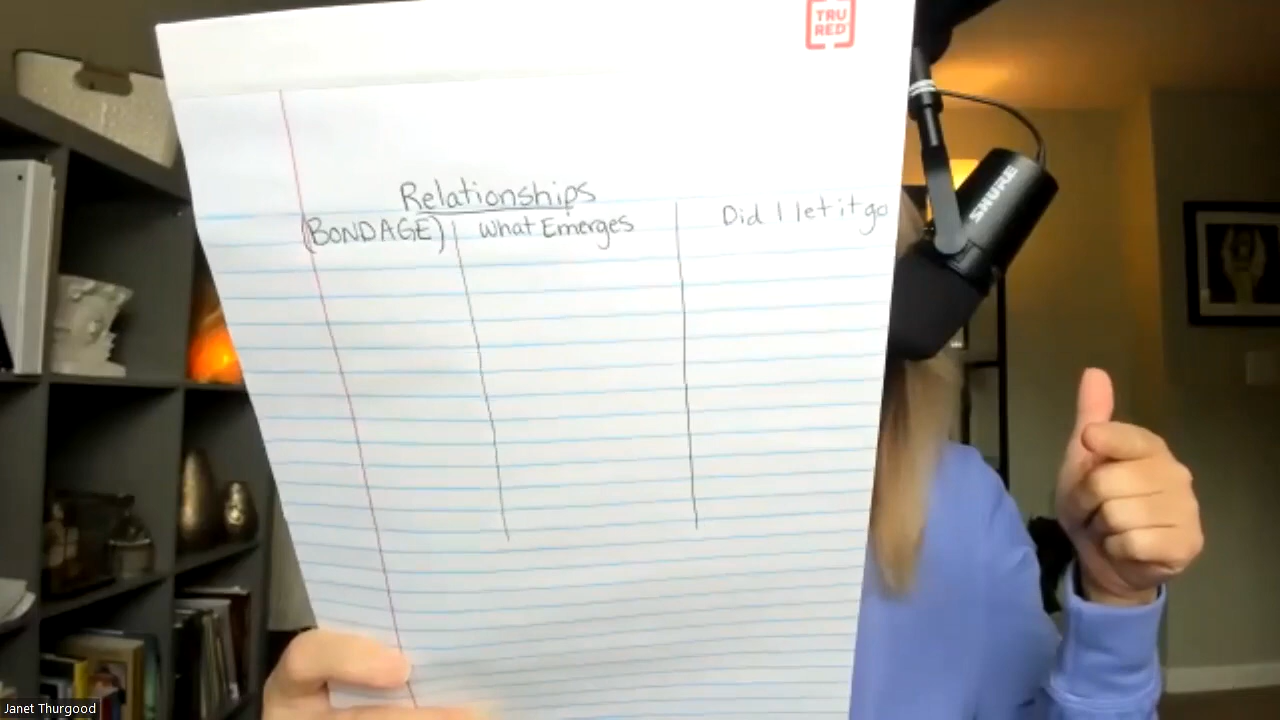 TRU
RED
Relationships
(BONDAGE) What Emerges Did I let it go
SHURE
Janet Thurgood